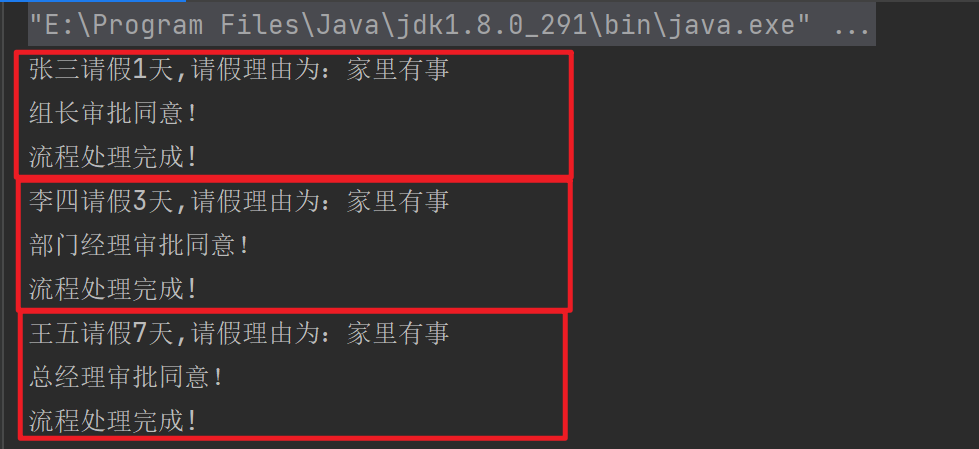 "E:\Program Files\Java\jdk1.8.0_291\bin\java.exe" ...
张三请假1天,请假理由为：家里有事
组长审批同意！
流程处理完成！
李四请假3天,请假理由为：家里有事
部门经理审批同意！
流程处理完成！
王五请假7天,请假理由为：家里有事
总经理审批同意！
流程处理完成！